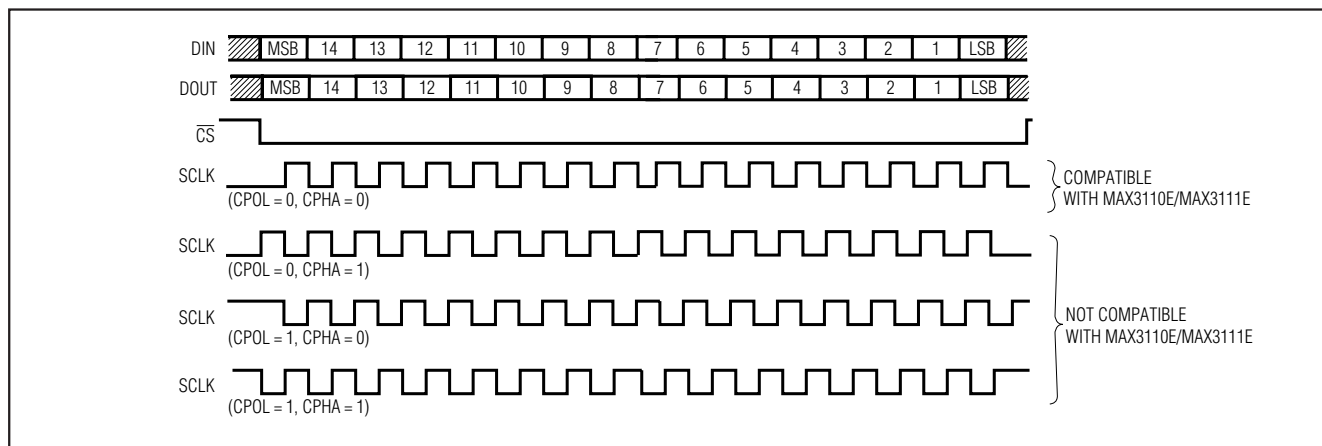 DIN MSB 14 13 12 11 10 9 8 7 6 5 4 3 2 1 LSB
DOUT MSB 14 13 12 11 10 9 8 7 6 5 4 3 2 1 LSB
CS
SCLK
(CPOL = 0, CPHA = 0)
COMPATIBLE
WITH MAX3110E/MAX3111E
SCLK
(CPOL = 0, CPHA = 1)
SCLK
(CPOL = 1, CPHA = 0)
NOT COMPATIBLE
WITH MAX3110E/MAX3111E
SCLK
(CPOL = 1, CPHA = 1)